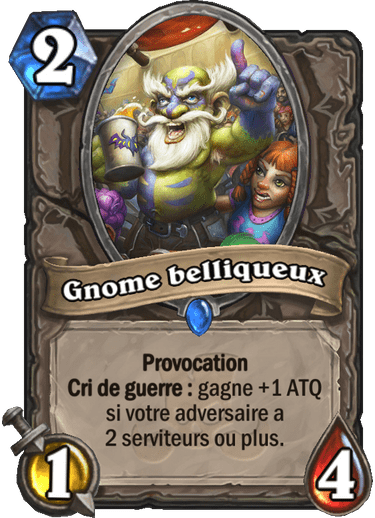 2
Gnome belliqueux
Provocation
Cri de guerre : gagne +1 ATQ
si votre adversaire a
2 serviteurs ou plus.
1
4